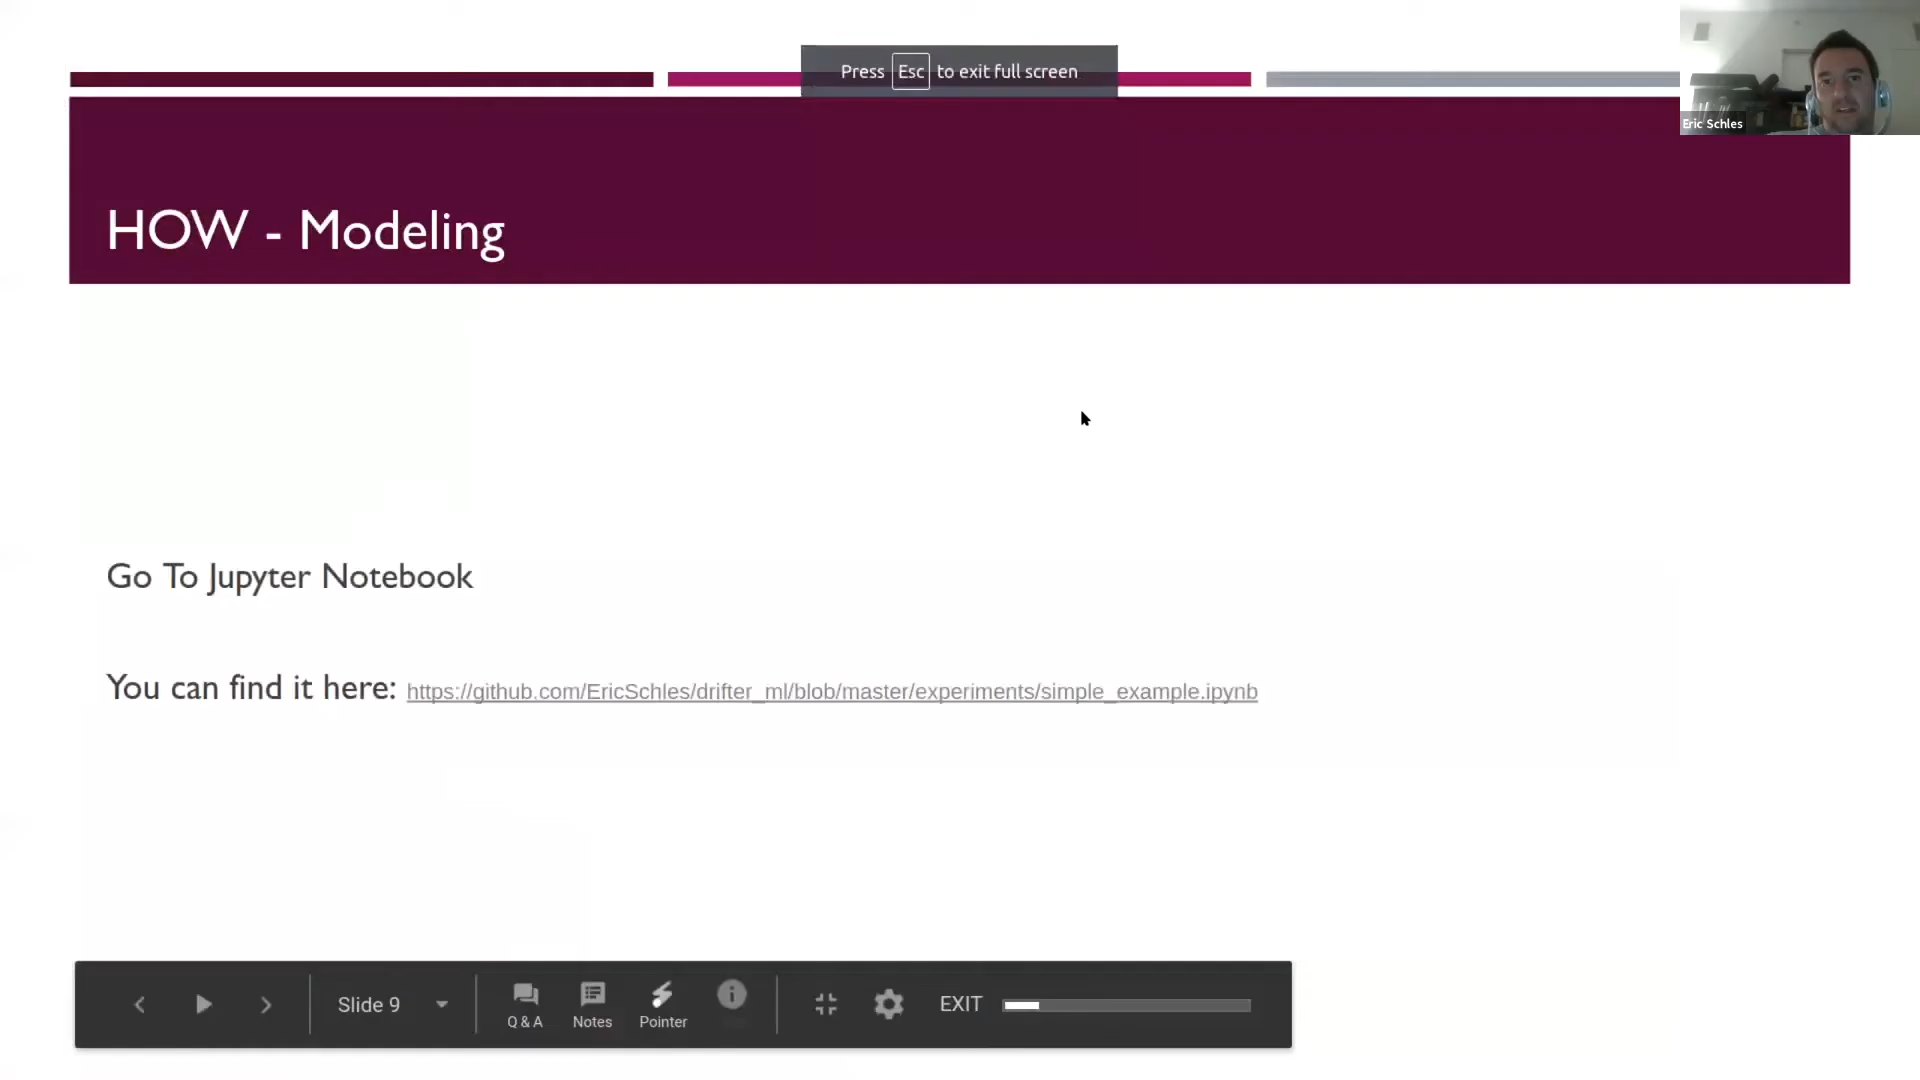 Press Esc to exit full screen
Eric Schles
HOW - Modeling
Go To Jupyter Notebook
You can find it here: https://github.com/EricSchles/drifter_ml/blob/master/experiments/simple_example.ipynb
Slide 9
Q & A
Notes
Pointer
EXIT